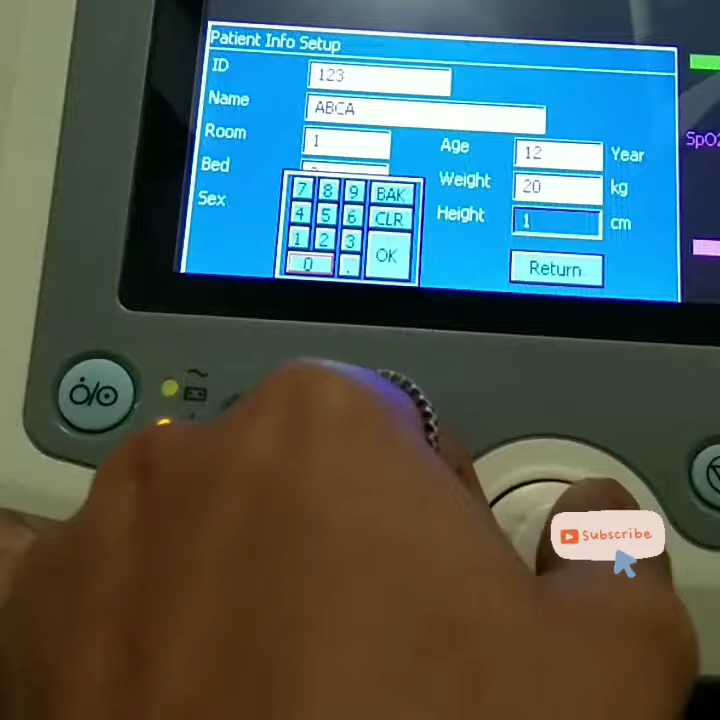 Patient Info Setup
ID 123
Name ABCA
Room 1 Age 12 Year
Bed Weight 20 kg
Sex Height 1 cm
7 8 9 BAK
4 5 6 CLR
1 2 3 OK
0 .
Return
SpO2
Subscribe